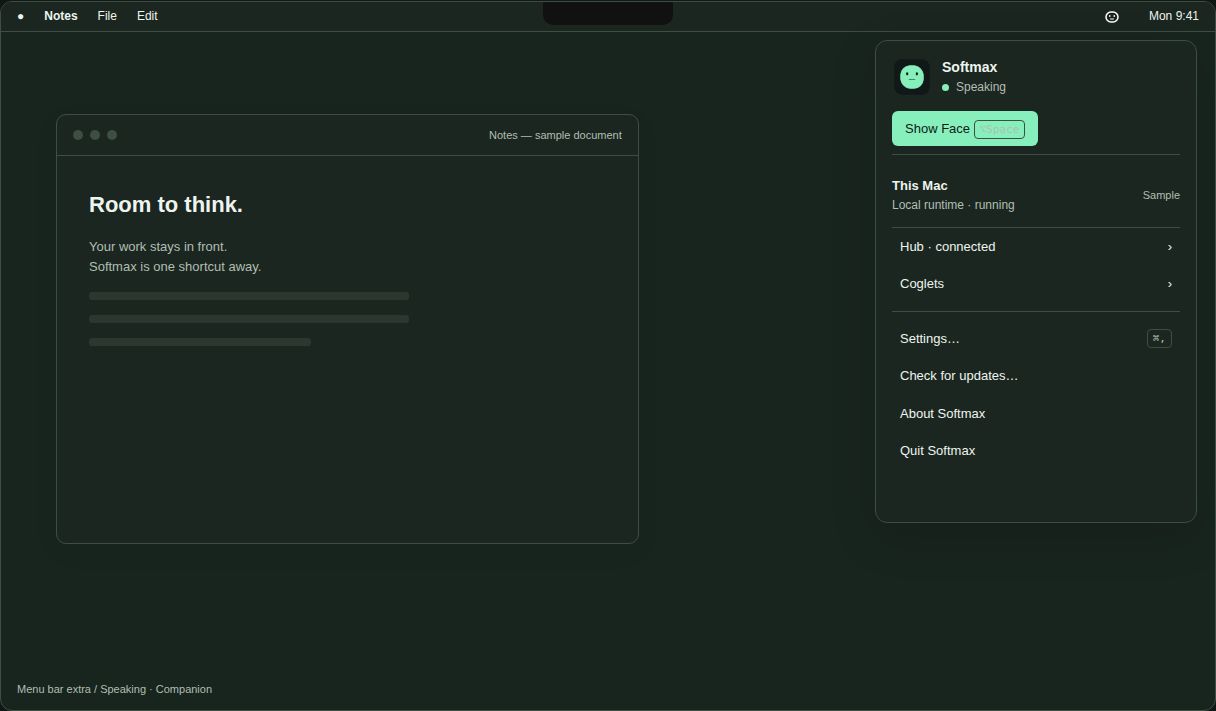 Notes File Edit Mon 9:41
Softmax
Speaking
Show Face ⌥Space
Notes — sample document
Room to think.
Your work stays in front.
Softmax is one shortcut away.
This Mac
Local runtime · running
Sample
Hub · connected ›
Coglets ›
Settings… ⌘,
Check for updates…
About Softmax
Quit Softmax
Menu bar extra / Speaking · Companion